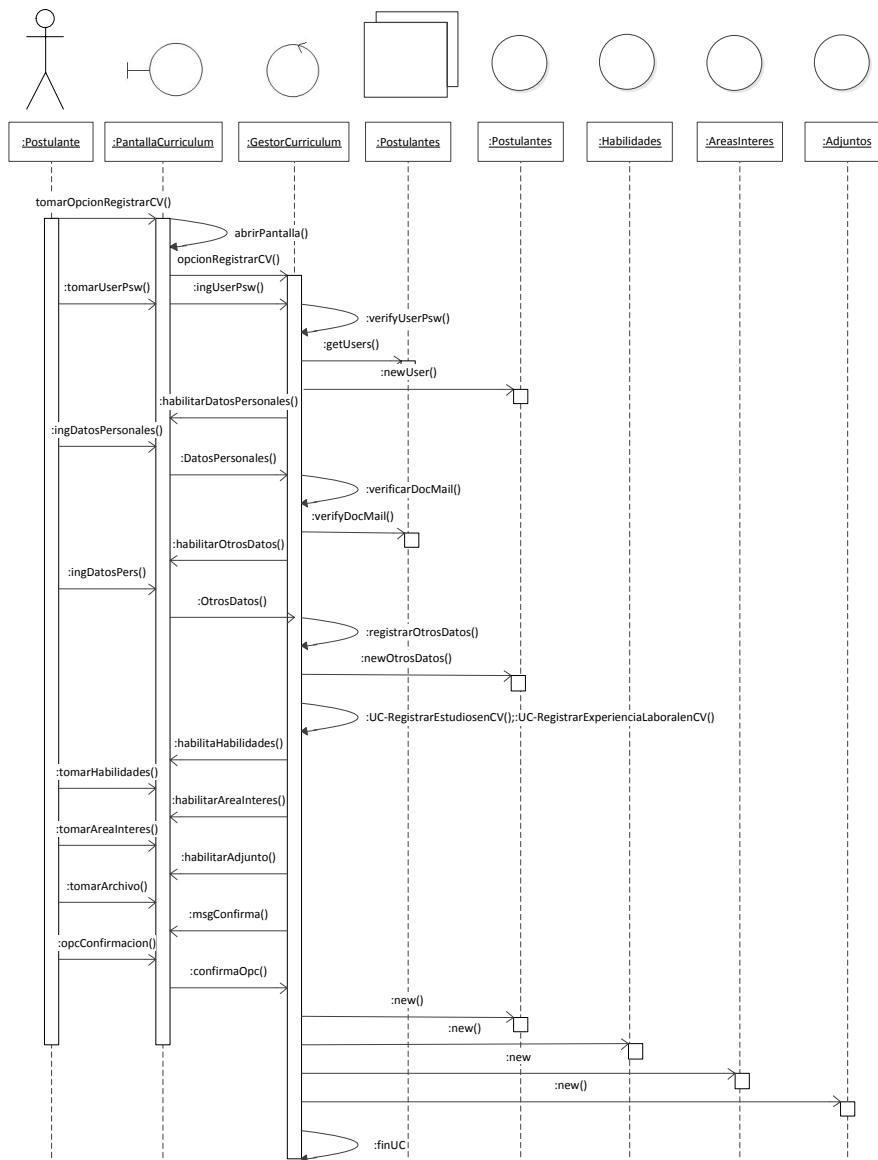 :Postulante
:PantallaCurriculum
:GestorCurriculum
:Postulantes
:Postulantes
:Habilidades
:AreasInteres
:Adjuntos
tomarOpcionRegistrarCV()
abrirPantalla()
opcionRegistrarCV()
:tomarUserPsw()
:ingUserPsw()
:verifyUserPsw()
:getUsers()
:newUser()
:habilitarDatosPersonales()
:ingDatosPersonales()
:DatosPersonales()
:verificarDocMail()
:verifyDocMail()
:habilitarOtrosDatos()
:ingDatosPers()
:OtrosDatos()
:registrarOtrosDatos()
:newOtrosDatos()
:UC-RegistrarEstudiosenCV();:UC-RegistrarExperienciaLaboralenCV()
:habilitaHabilidades()
:tomarHabilidades()
:habilitarAreaInteres()
:tomarAreaInteres()
:habilitarAdjunto()
:tomarArchivo()
:msgConfirma()
:opcConfirmacion()
:confirmaOpc()
:new()
:new()
:new
:new()
:finUC